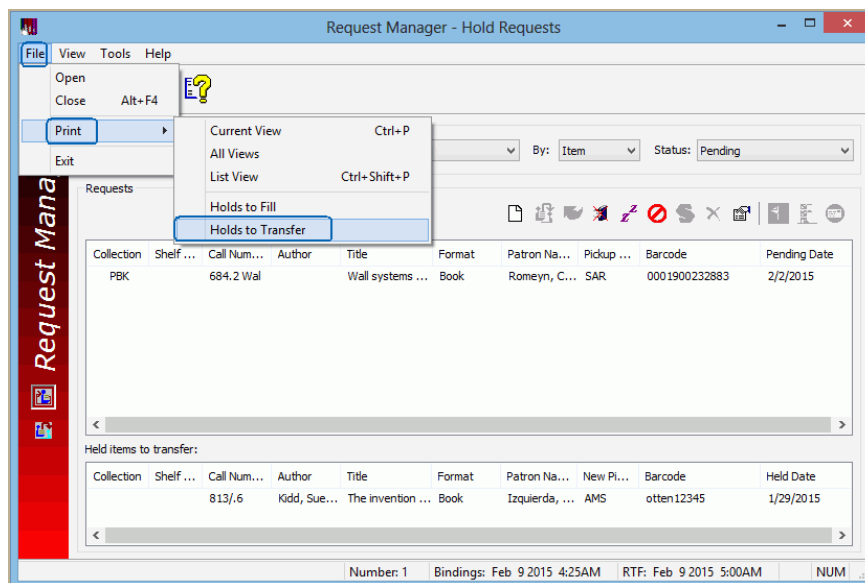 Request Manager - Hold Requests
File View Tools Help
Open
Close Alt+F4
Print
Exit
Current View Ctrl+P
All Views
List View Ctrl+Shift+P
Holds to Fill
Holds to Transfer
By: Item Status: Pending
Request Mana
Requests
Collection Shelf ... Call Num... Author Title Format Patron Na... Pickup ... Barcode Pending Date
PBK 684.2 Wal Wall systems ... Book Romeyn, C... SAR 0001900232883 2/2/2015
Held items to transfer:
Collection Shelf ... Call Num... Author Title Format Patron Na... New Pi... Barcode Held Date
813/.6 Kidd, Sue... The invention ... Book Izquierda, ... AMS otten12345 1/29/2015
Number: 1 Bindings: Feb 9 2015 4:25AM RTF: Feb 9 2015 5:00AM NUM